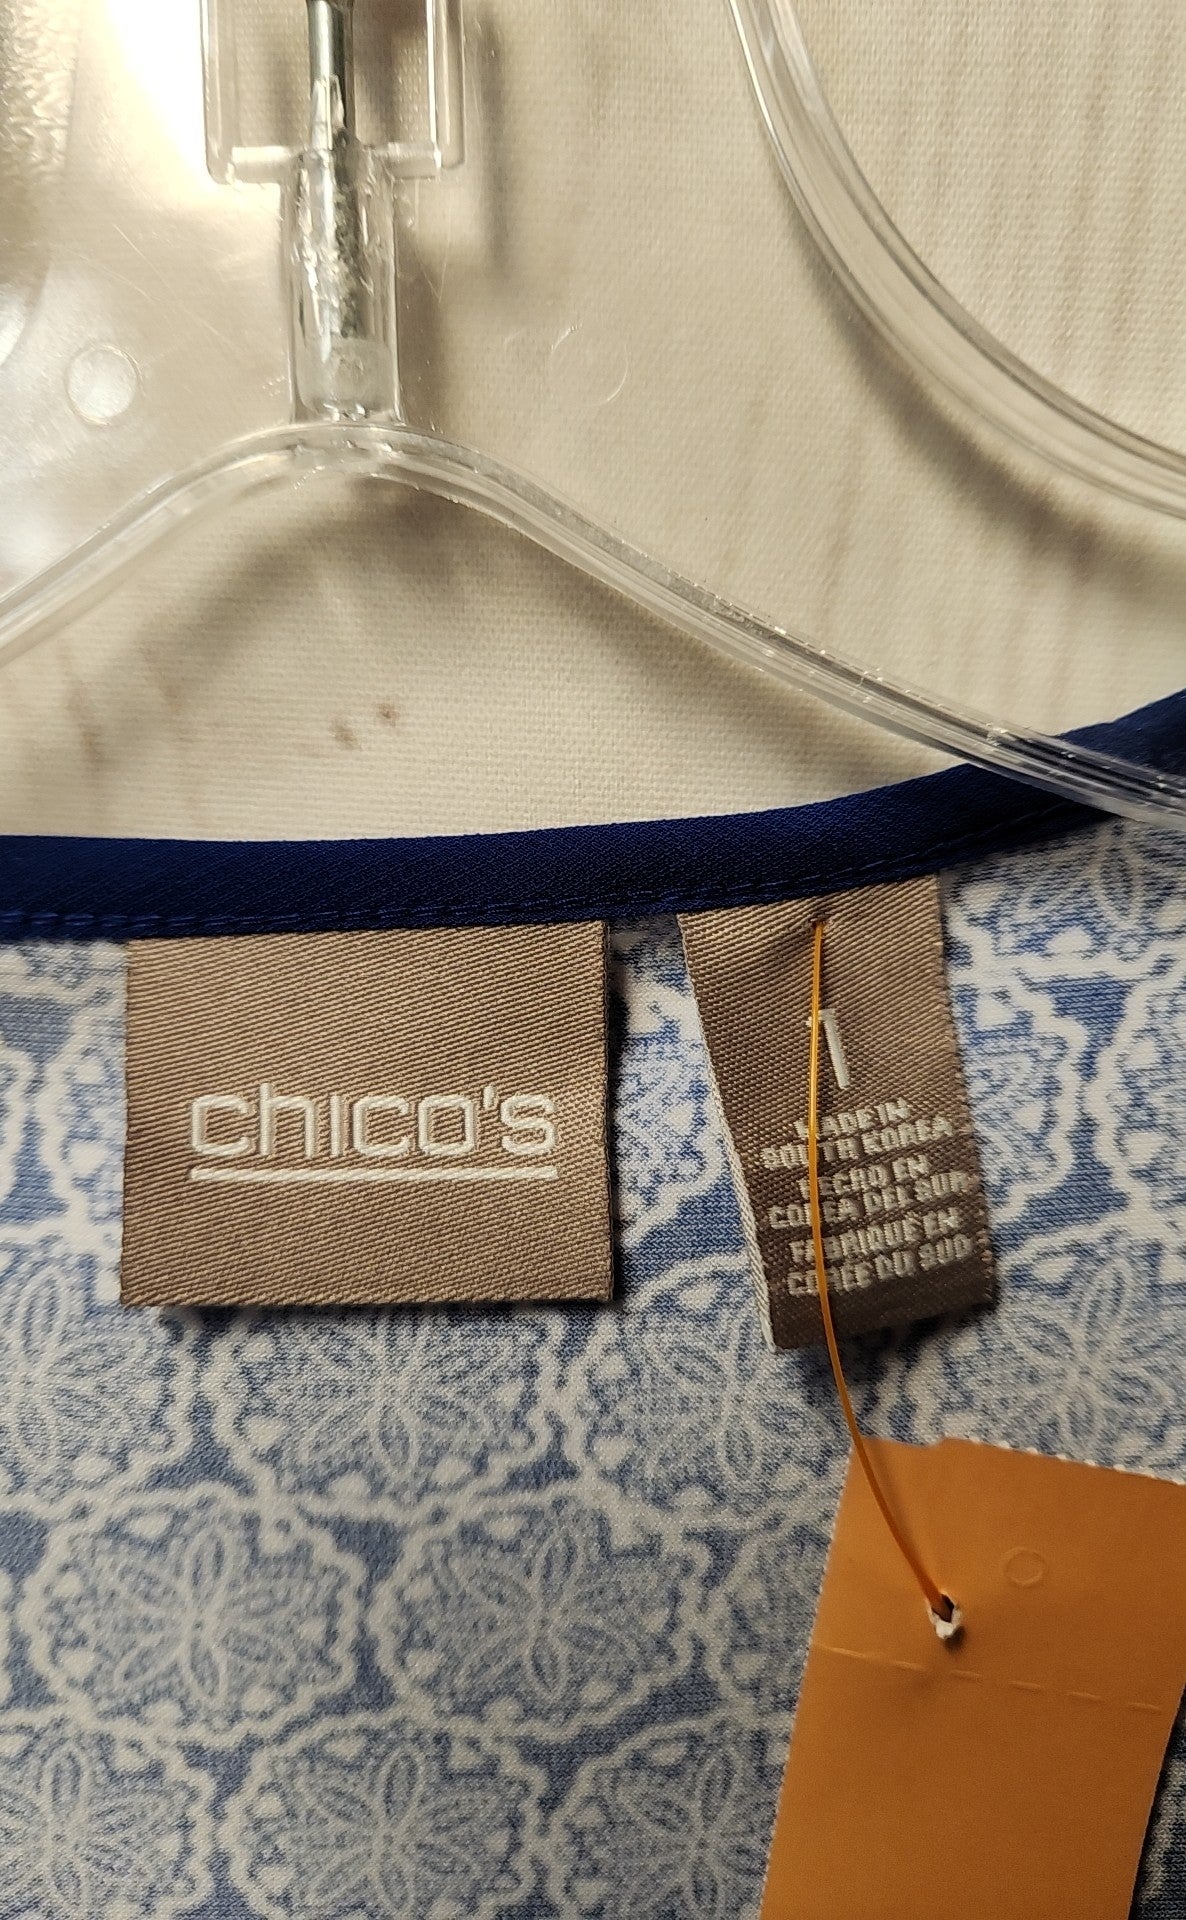 chico's
1
MADE IN
SOUTH KOREA
HECHO EN
COREA DEL SUR
FABRIQUÉ EN
CORÉE DU SUD